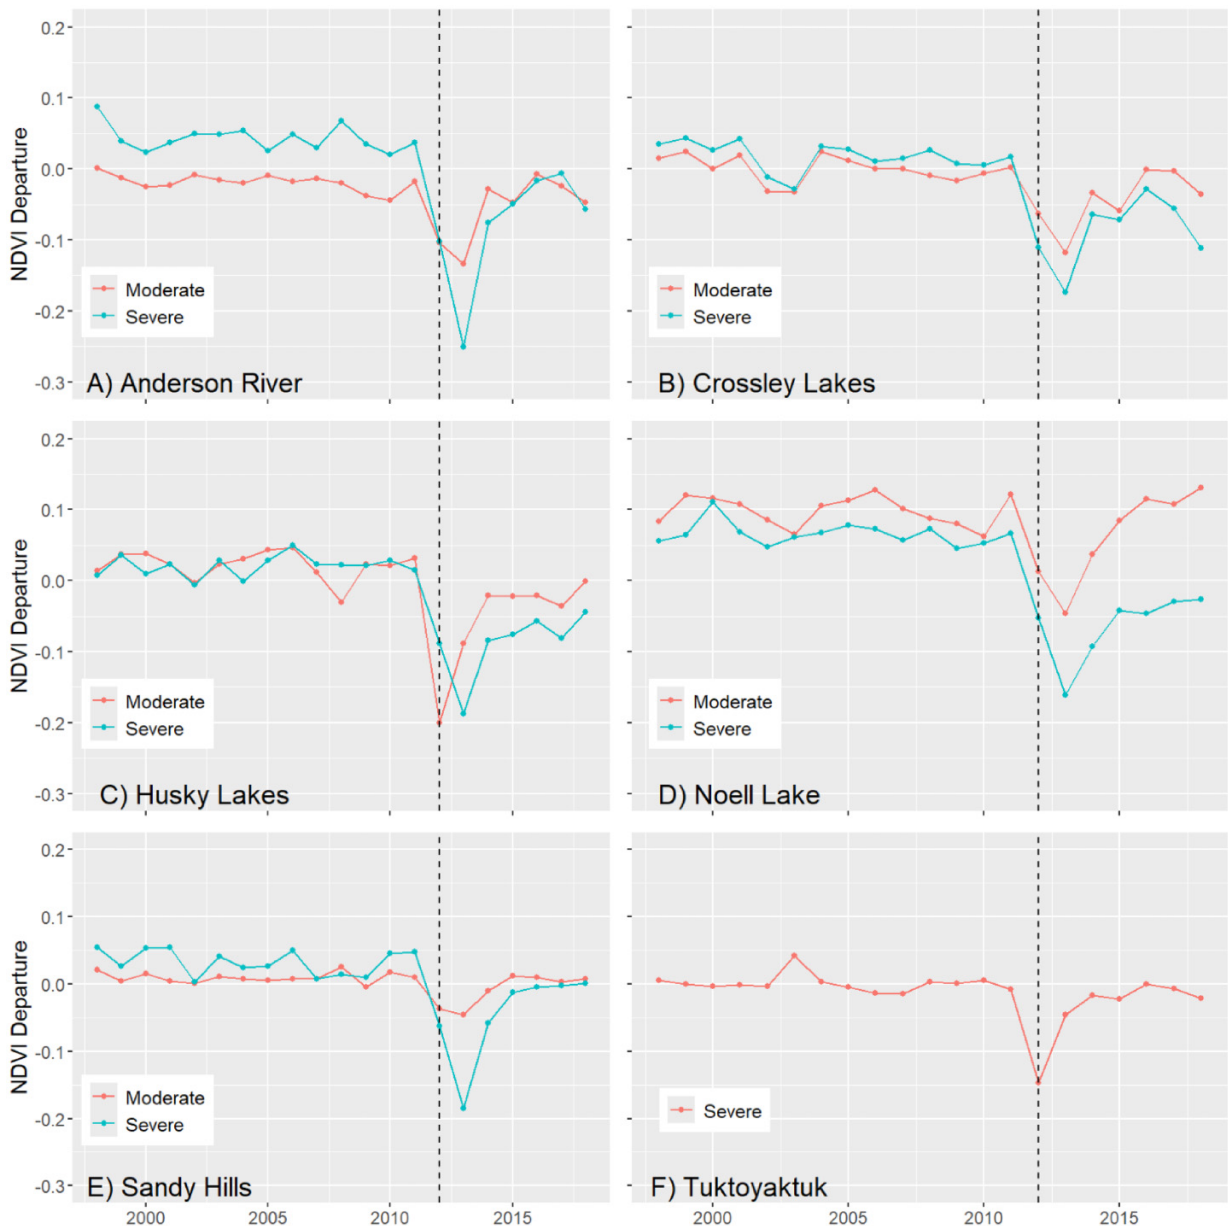 0.2
0.1
0.0
-0.1
-0.2
-0.3
NDVI Departure
Moderate
Severe
A) Anderson River
Moderate
Severe
B) Crossley Lakes
0.2
0.1
0.0
-0.1
-0.2
-0.3
NDVI Departure
Moderate
Severe
C) Husky Lakes
Moderate
Severe
D) Noell Lake
0.2
0.1
0.0
-0.1
-0.2
-0.3
NDVI Departure
Moderate
Severe
E) Sandy Hills
Severe
F) Tuktoyaktuk
2000 2005 2010 2015
2000 2005 2010 2015